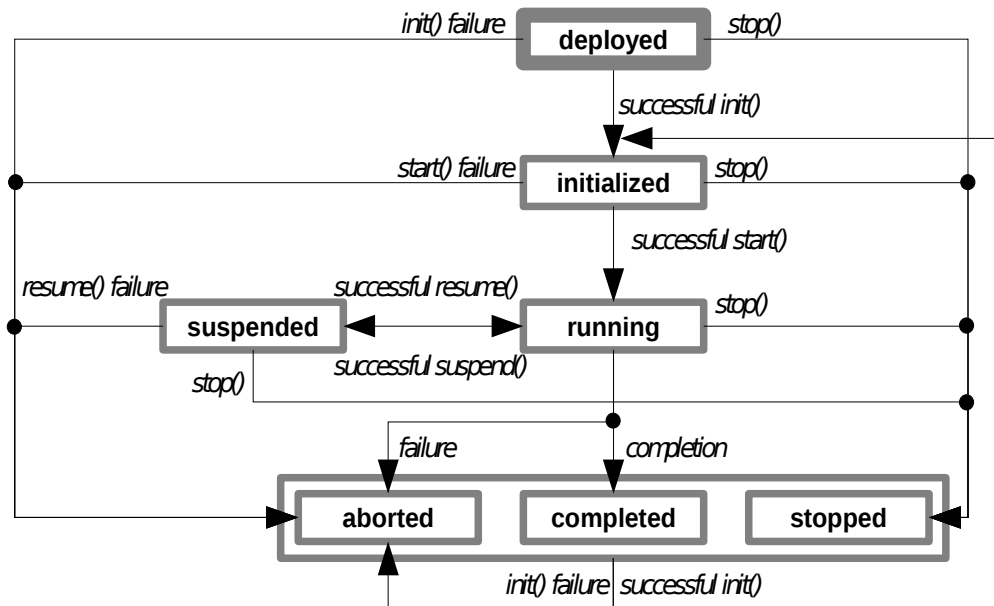 init() failure
deployed
stop()
successful init()
start() failure
initialized
stop()
successful start()
resume() failure
successful resume()
stop()
suspended
running
successful suspend()
stop()
failure
completion
aborted
completed
stopped
init() failure
successful init()